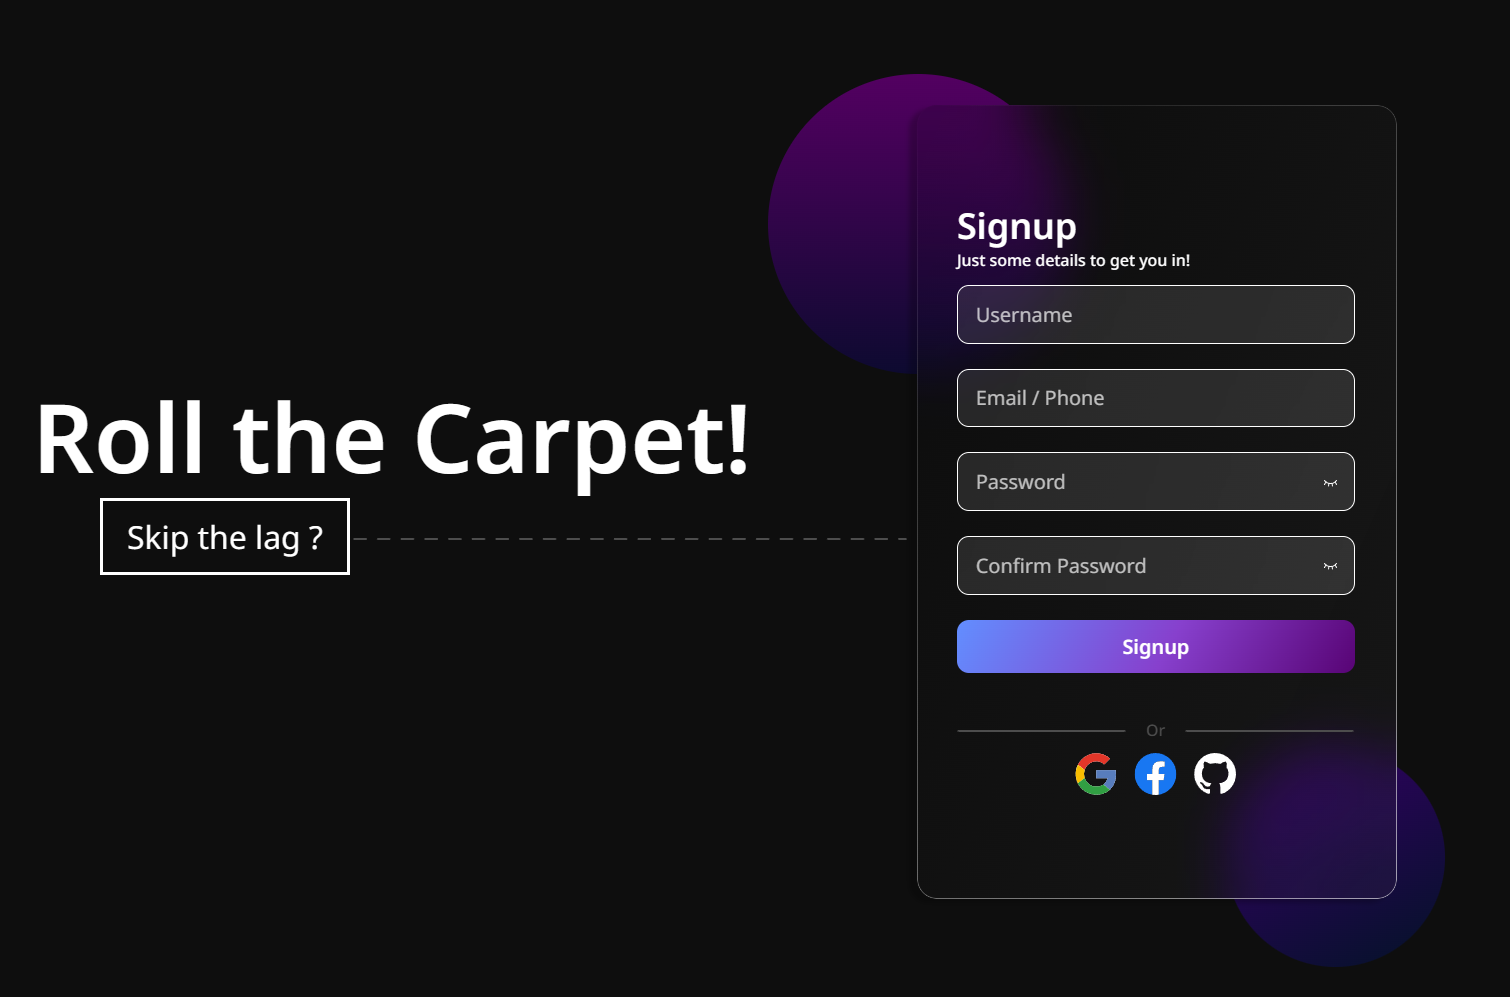 Roll the Carpet!
Skip the lag ?
Signup
Just some details to get you in!
Username
Email / Phone
Password
Confirm Password
Signup
Or